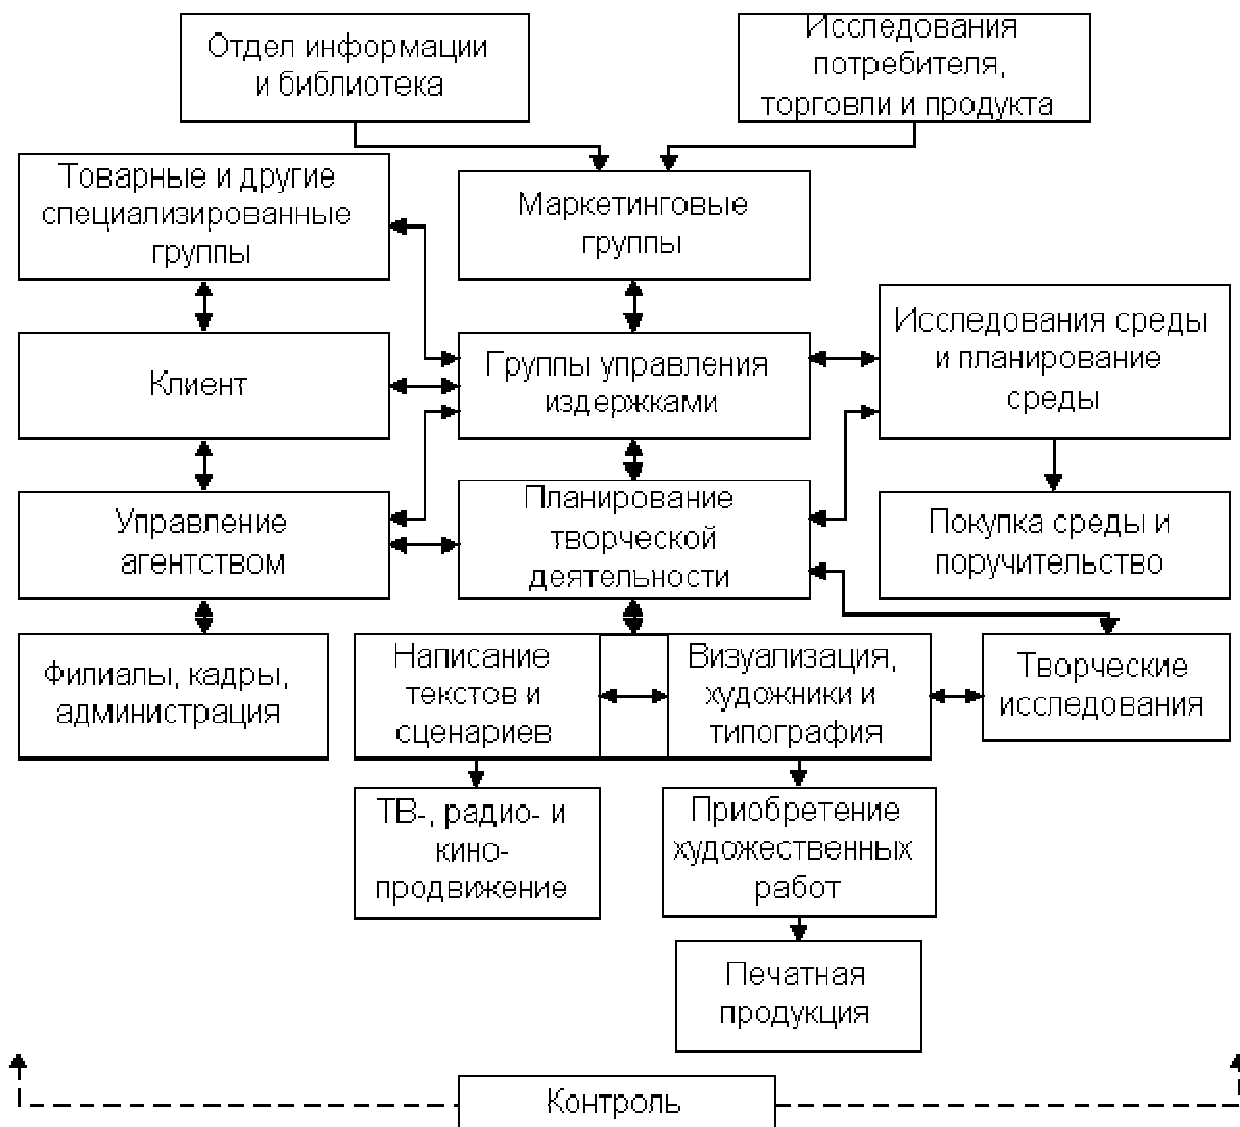 Отдел информации
и библиотека
Исследования
потребителя,
торговли и продукта
Товарные и другие
специализированные
группы
Маркетинговые
группы
Клиент
Группы управления
издержками
Исследования среды
и планирование
среды
Управление
агентством
Планирование
творческой
деятельности
Покупка среды и
поручительство
Филиалы, кадры,
администрация
Написание
текстов и
сценариев
Визуализация,
художники и
типография
Творческие
исследования
ТВ-, радио- и
кино-
продвижение
Приобретение
художественных
работ
Печатная
продукция
Контроль